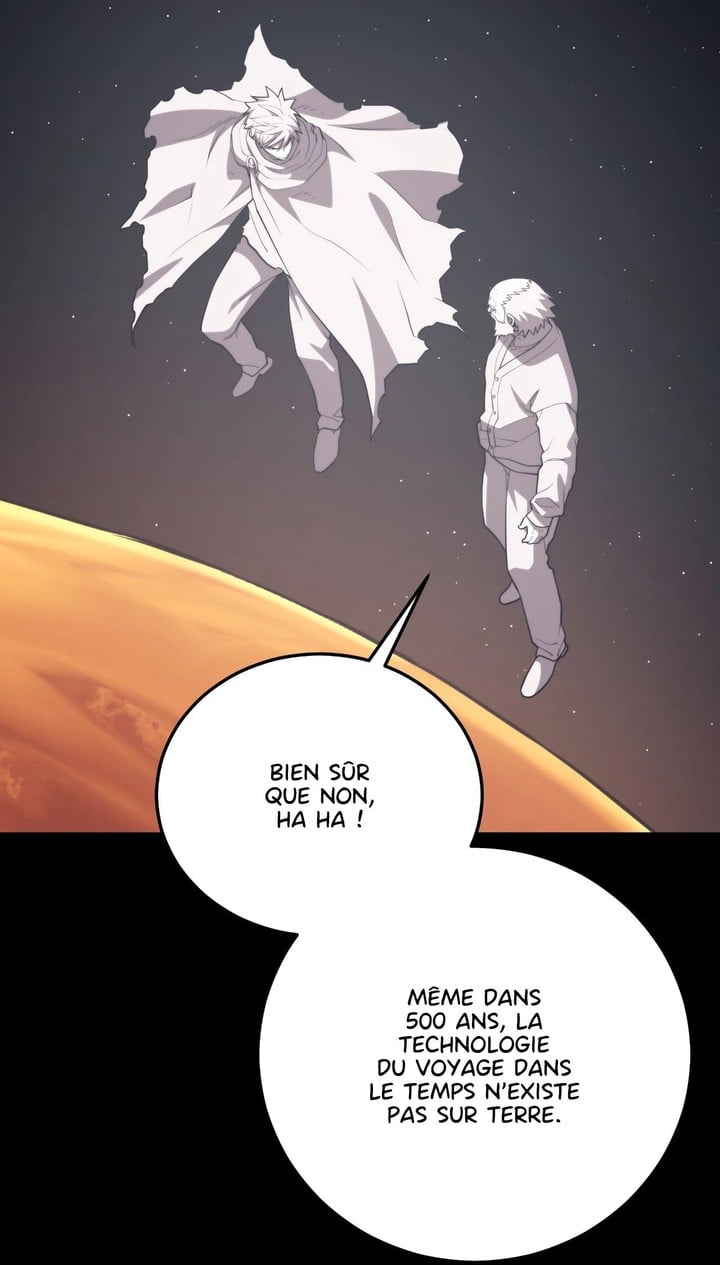 BIEN SÛR
QUE NON,
HA HA !
MÊME DANS
500 ANS, LA
TECHNOLOGIE
DU VOYAGE DANS
LE TEMPS N'EXISTE
PAS SUR TERRE.